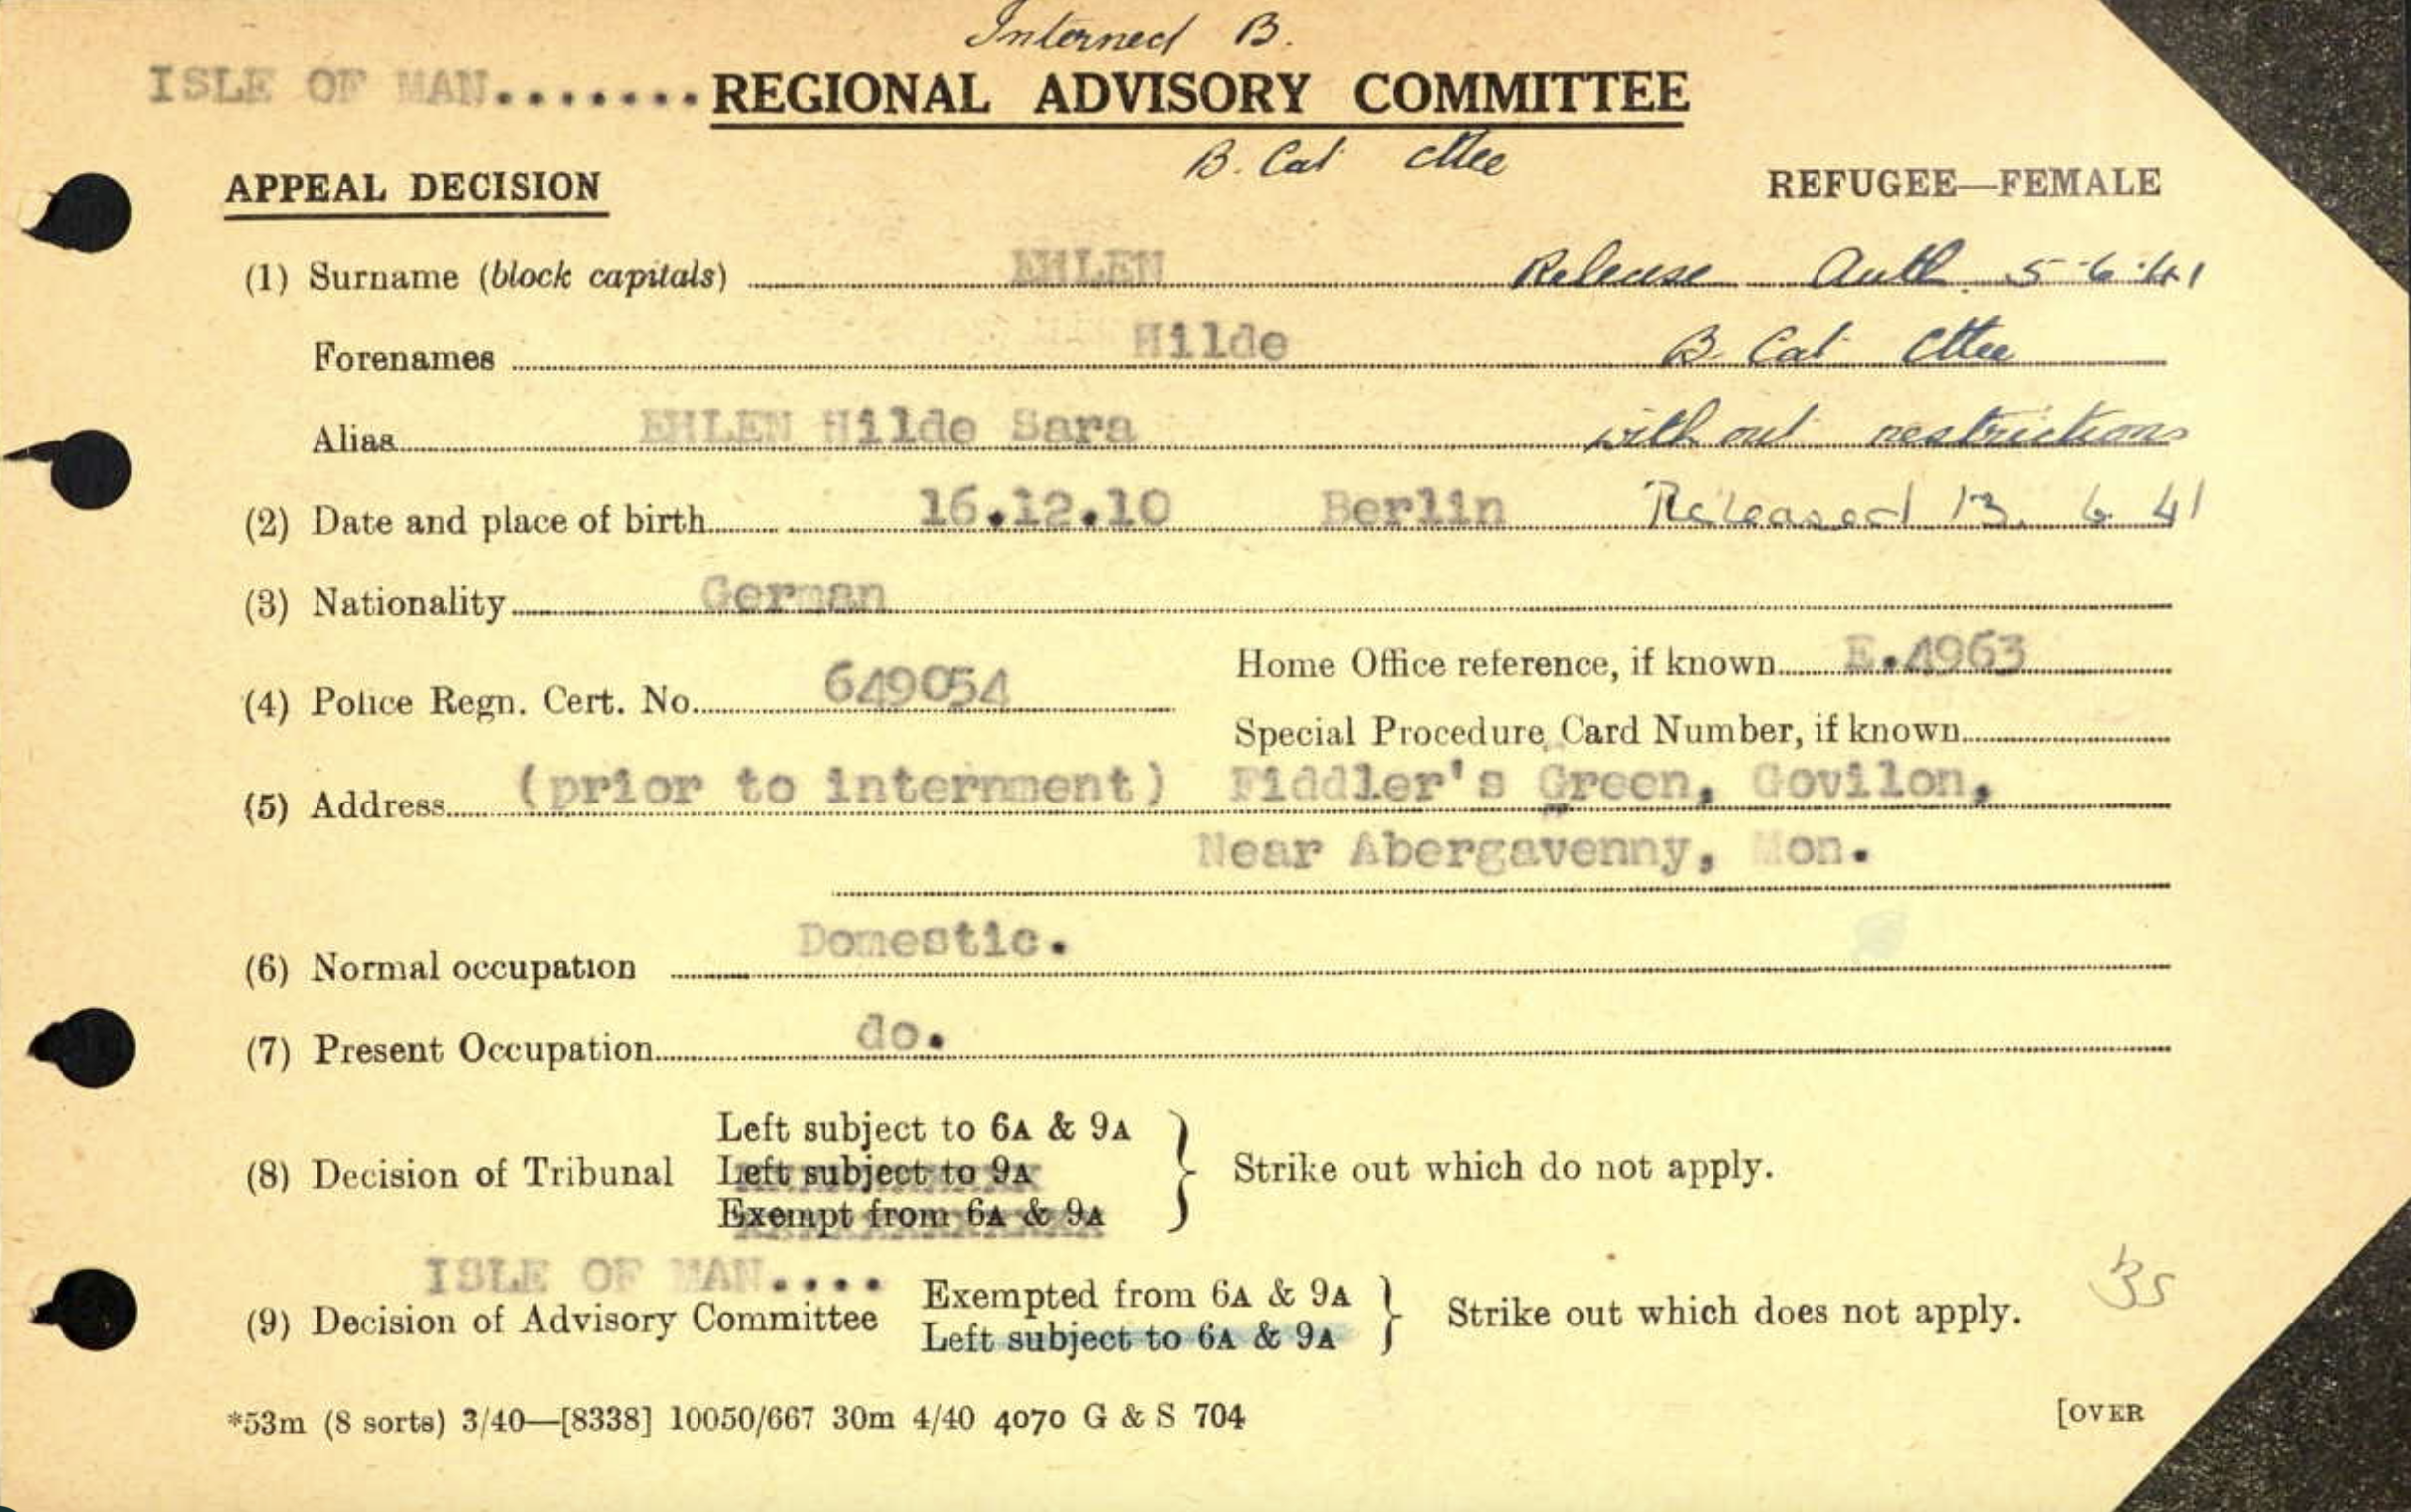 Interned B.
ISLE OF MAN.......REGIONAL ADVISORY COMMITTEE
B. Cat Cttee
APPEAL DECISION REFUGEE—FEMALE
(1) Surname (block capitals) EHLEN Release Auth. 5.6.41
Forenames Hilde B. Cat Cttee
Alias EHLEN Hilde Sara without restrictions
(2) Date and place of birth 16.12.10 Berlin Released 13. 6 41
(3) Nationality German
Home Office reference, if known E.4963
(4) Police Regn. Cert. No. 649054
Special Procedure Card Number, if known
(5) Address (prior to internment) Fiddler's Green, Govilon,
Near Abergavenny, Mon.
(6) Normal occupation Domestic.
(7) Present Occupation do.
Left subject to 6A & 9A
(8) Decision of Tribunal Left subject to 9A } Strike out which do not apply.
Exempt from 6A & 9A
ISLE OF MAN....
Exempted from 6A & 9A
(9) Decision of Advisory Committee } Strike out which does not apply.
Left subject to 6A & 9A
*53m (8 sorts) 3/40—[8338] 10050/667 30m 4/40 4070 G & S 704 [OVER